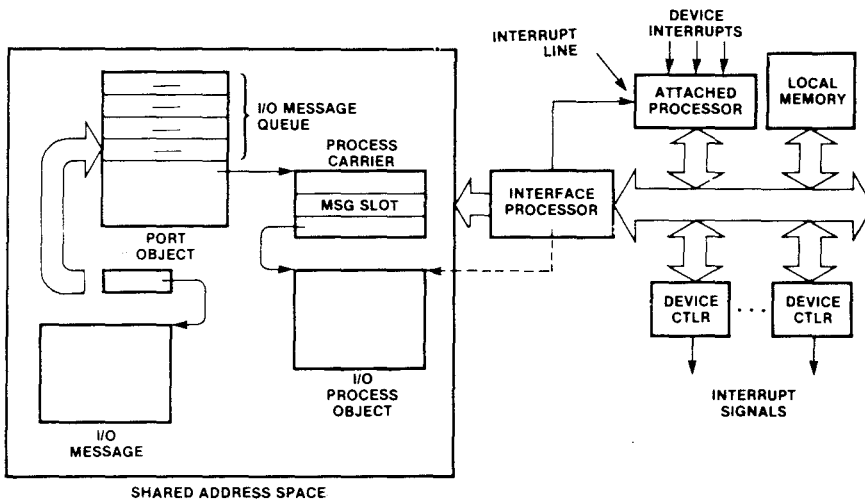 DEVICE
INTERRUPTS
INTERRUPT
LINE
ATTACHED
PROCESSOR
LOCAL
MEMORY
I/O MESSAGE
QUEUE
PROCESS
CARRIER
MSG SLOT
INTERFACE
PROCESSOR
PORT
OBJECT
DEVICE
CTLR
DEVICE
CTLR
I/O
PROCESS
OBJECT
INTERRUPT
SIGNALS
I/O
MESSAGE
SHARED ADDRESS SPACE